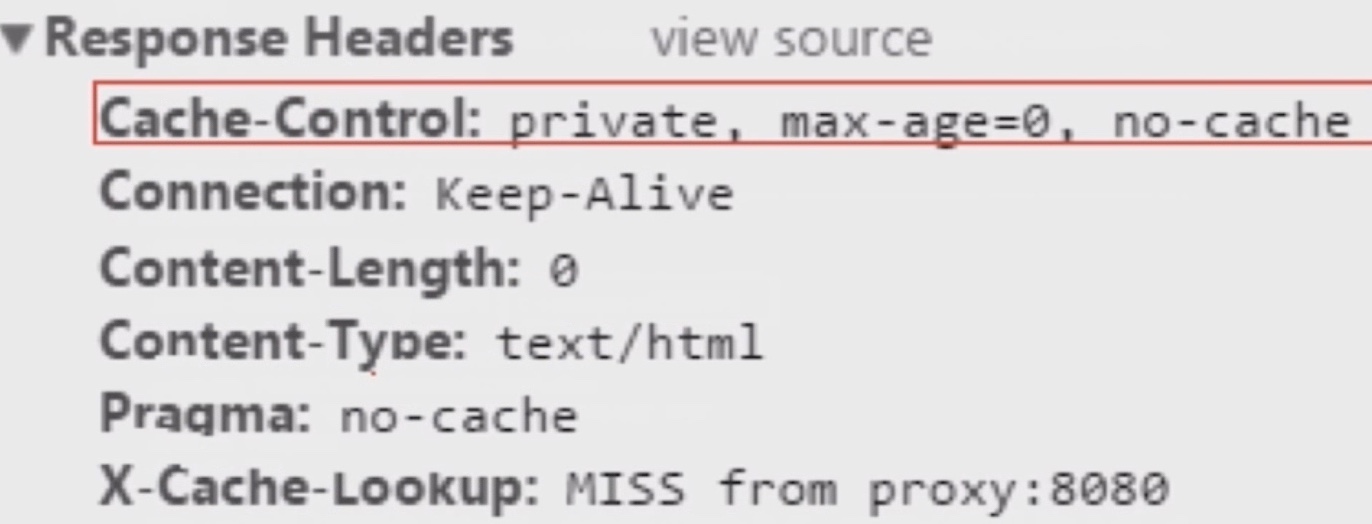 ▼ Response Headers view source
Cache-Control: private, max-age=0, no-cache
Connection: Keep-Alive
Content-Length: 0
Content-Type: text/html
Pragma: no-cache
X-Cache-Lookup: MISS from proxy:8080